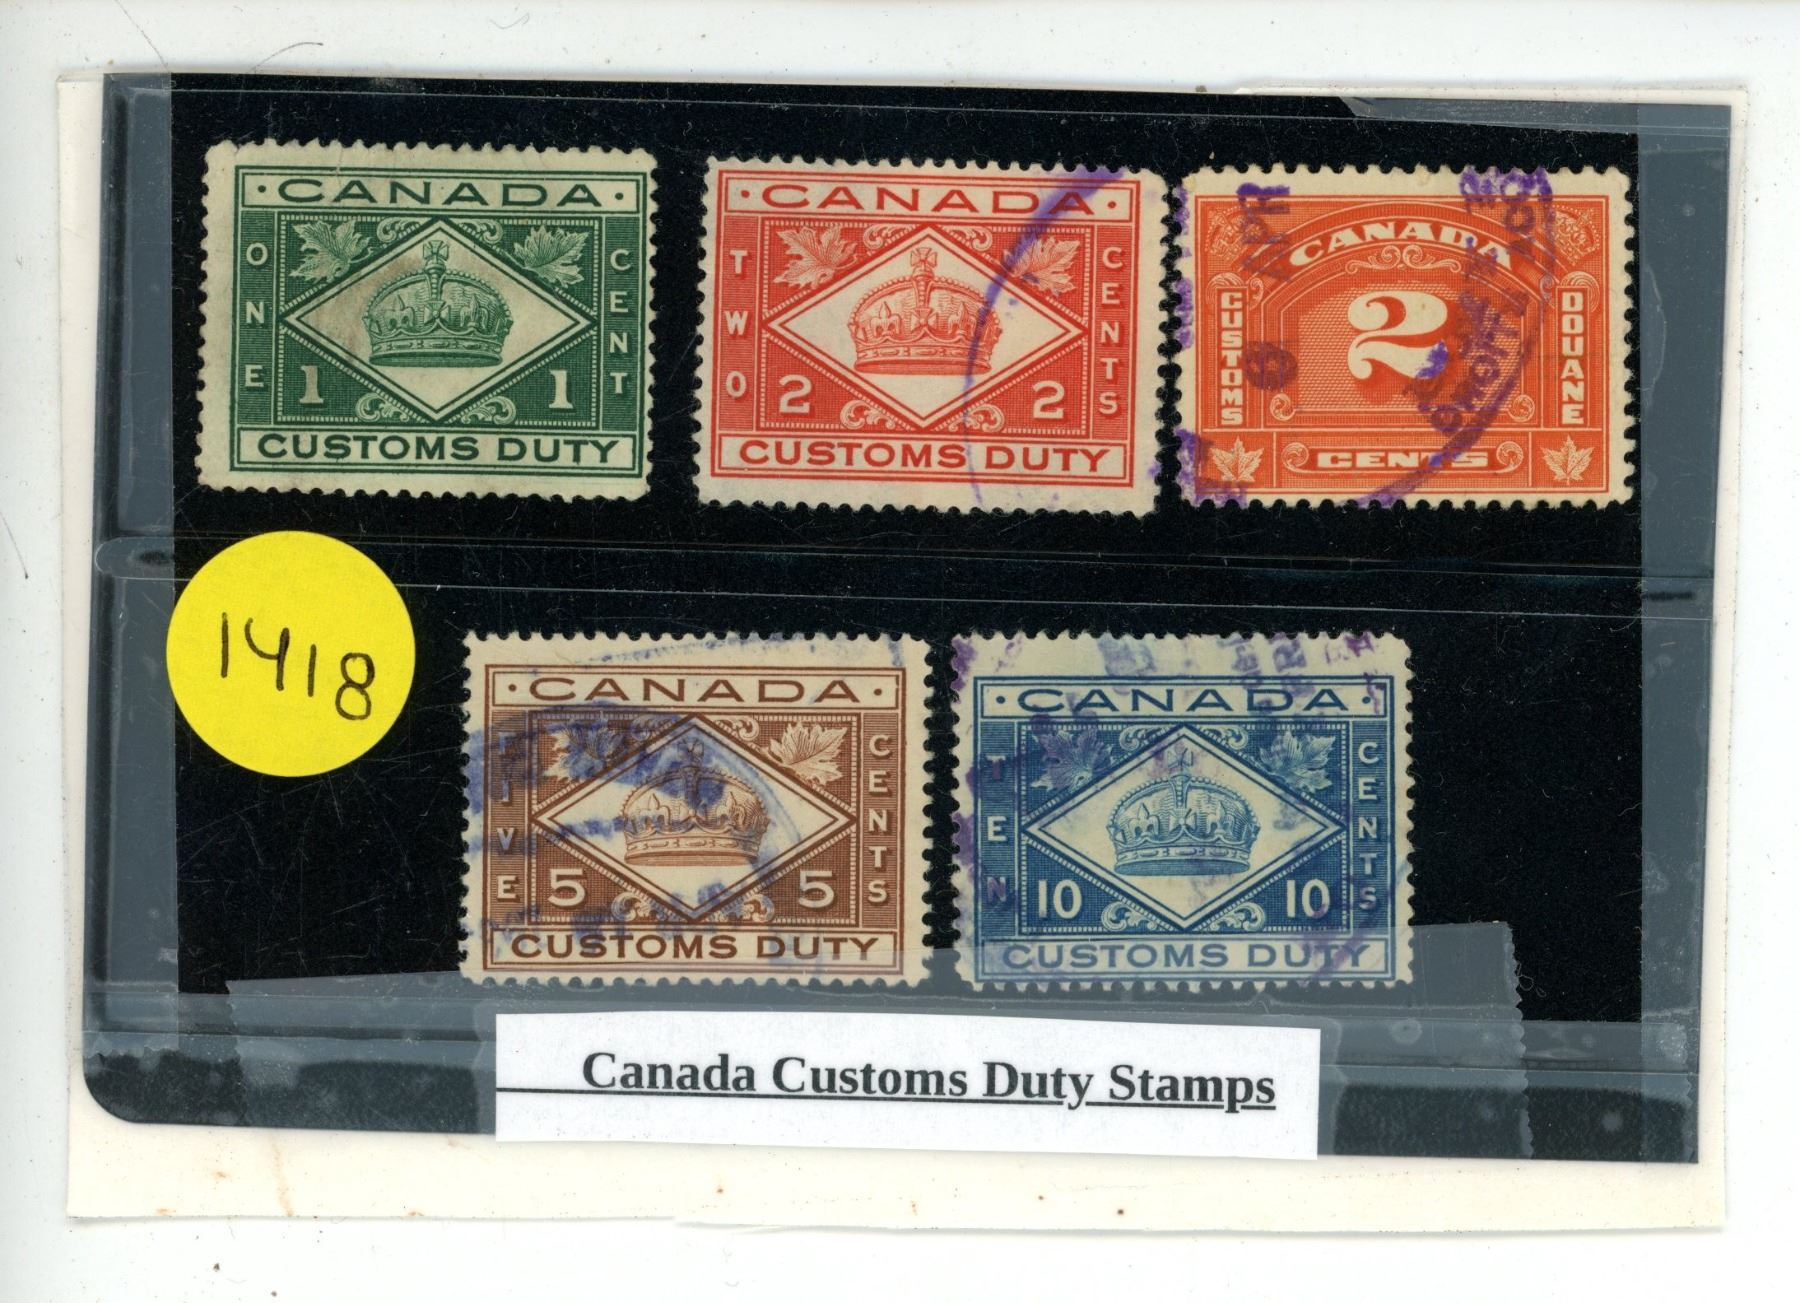 · CANADA ·
ONE
CENT
1 1
CUSTOMS DUTY
· CANADA ·
TWO
CENTS
2 2
CUSTOMS DUTY
CANADA
CUSTOMS
2
DOUANE
CENTS
9 APR
1418
· CANADA ·
FIVE
CENTS
5 5
CUSTOMS DUTY
· CANADA ·
TEN
CENTS
10 10
CUSTOMS DUTY
Canada Customs Duty Stamps